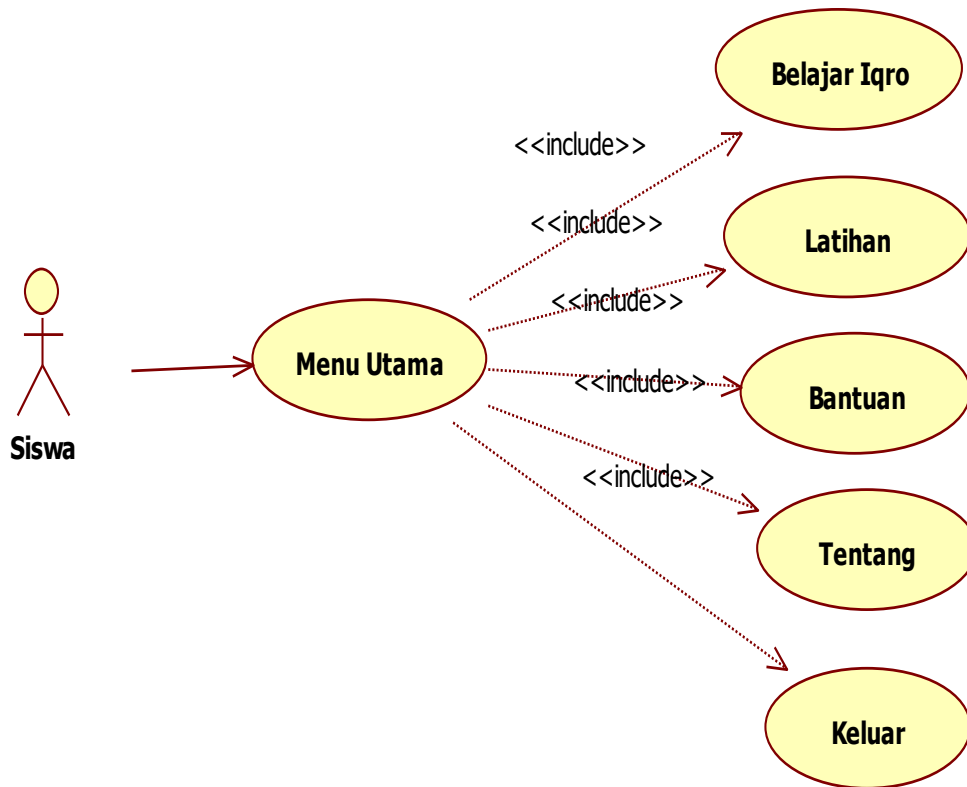 Belajar Iqro
<<include>>
<<include>>
Latihan
<<include>>
Menu Utama
<<include>>
Bantuan
Siswa
<<include>>
Tentang
Keluar